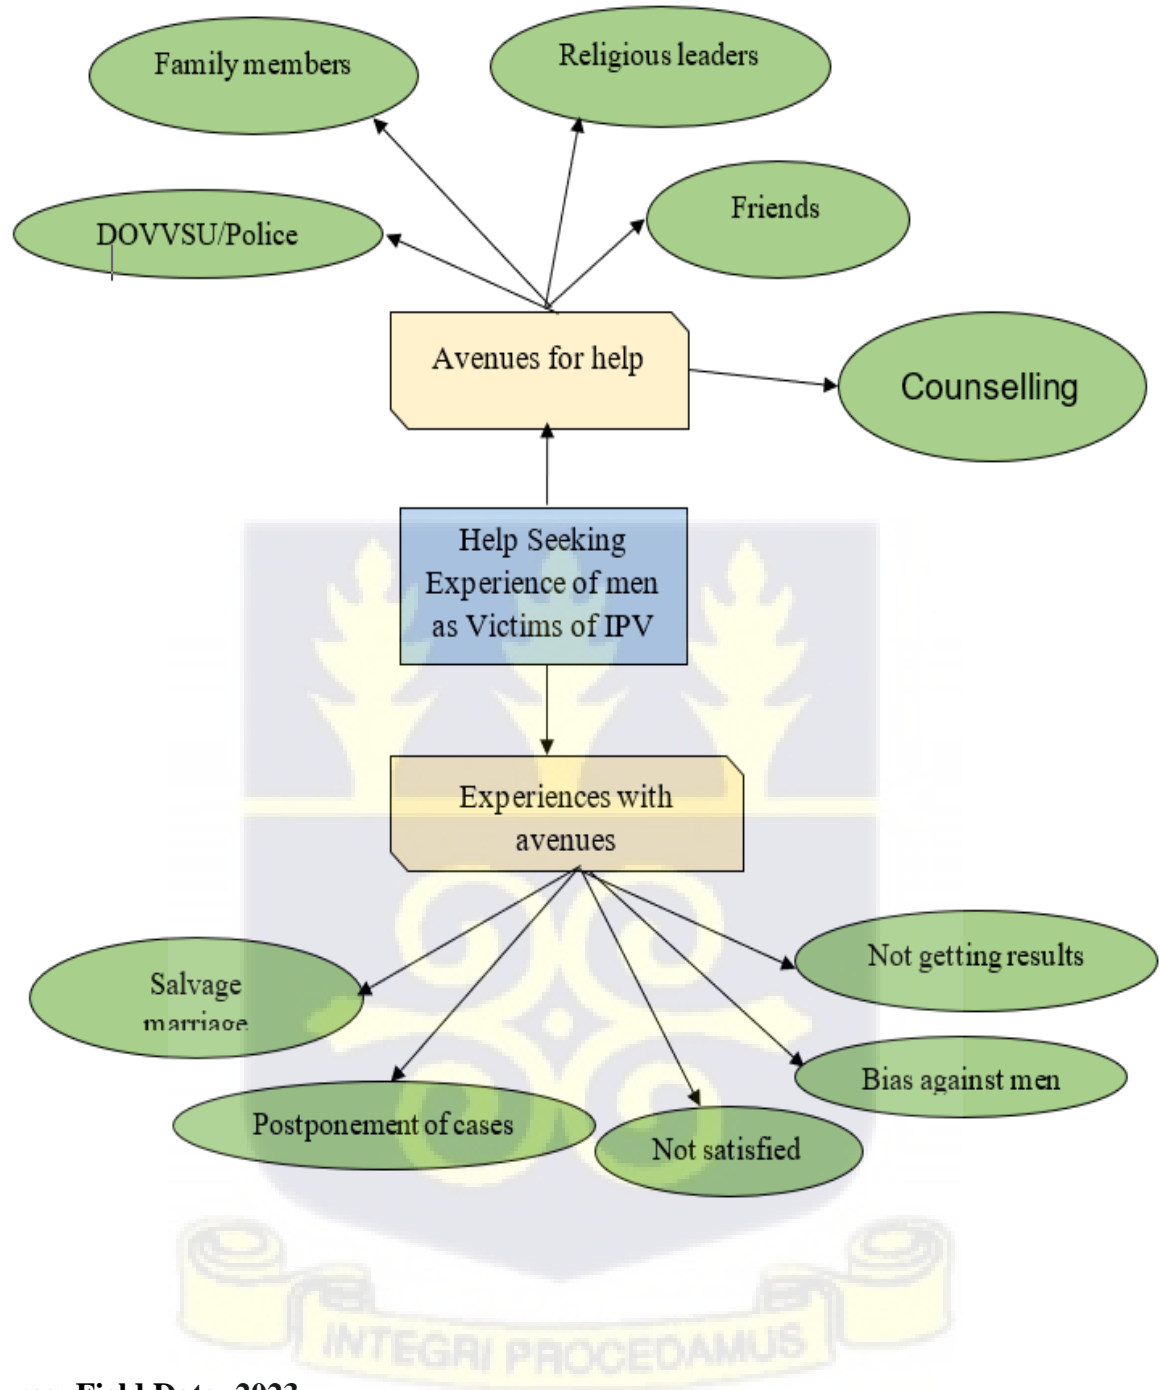 Family members
Religious leaders
DOVVSU/Police
Friends
Avenues for help
Counselling
Help Seeking
Experience of men
as Victims of IPV
Experiences with
avenues
Salvage
marriage
Not getting results
Bias against men
Postponement of cases
Not satisfied
INTEGRI PROCEDAMUS
Field Data, 2023